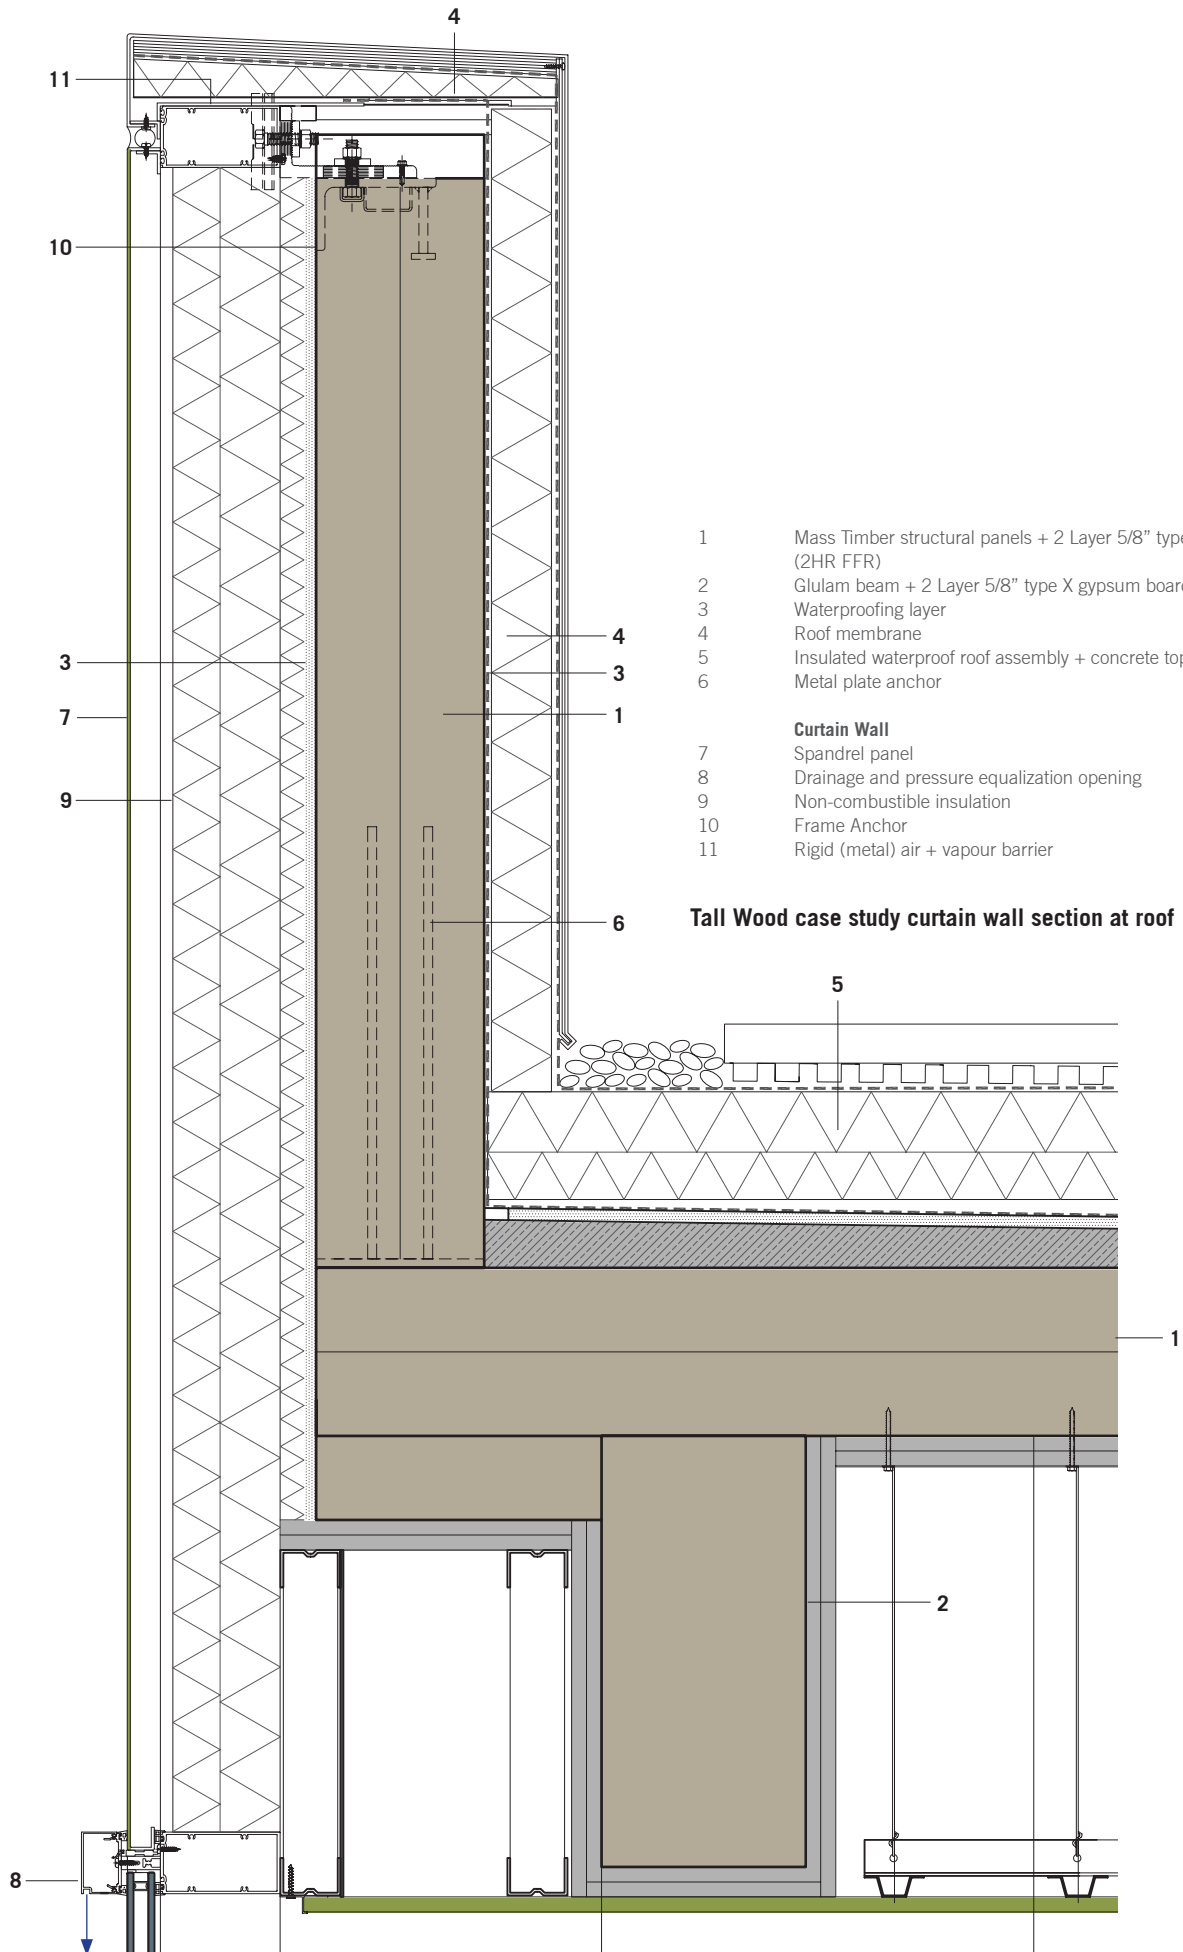 4
11
10
1 Mass Timber structural panels + 2 Layer 5/8” type
(2HR FFR)
2 Glulam beam + 2 Layer 5/8” type X gypsum board
3 Waterproofing layer
4 Roof membrane
5 Insulated waterproof roof assembly + concrete top
6 Metal plate anchor
Curtain Wall
7 Spandrel panel
8 Drainage and pressure equalization opening
9 Non-combustible insulation
10 Frame Anchor
11 Rigid (metal) air + vapour barrier
4
3
3
7
1
9
6
Tall Wood case study curtain wall section at roof
5
1
2
8